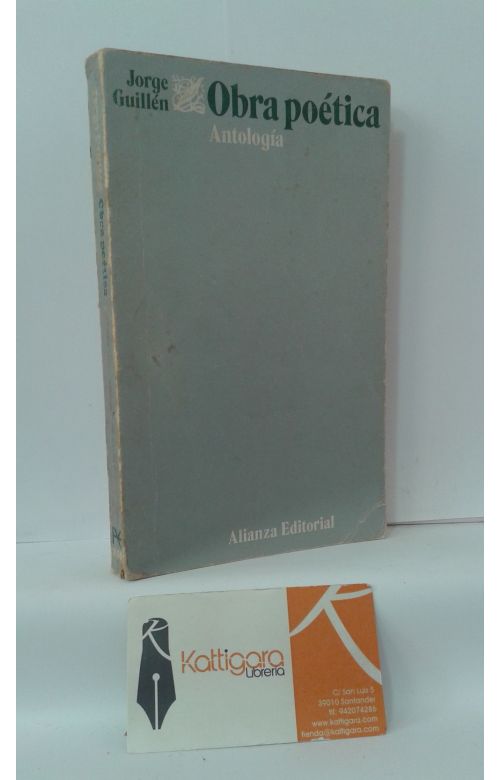 Jorge
Guillén
Obra poética
Antología
Obra poética
Alianza Editorial
Kattigara
Librería
C/ San Luis 5
39010 Santander
tlf: 942074286
www.kattigara.com
tienda@kattigara.com